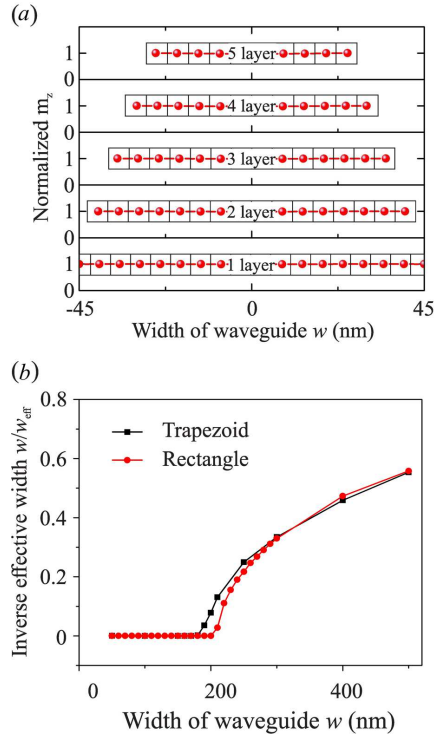 (a)
Normalized m_z
1
5 layer
0
1
4 layer
0
1
3 layer
0
1
2 layer
0
1
1 layer
0
-45
0
45
Width of waveguide w (nm)
(b)
Inverse effective width w/w_eff
0.8
0.6
0.4
0.2
0
Trapezoid
Rectangle
0
200
400
Width of waveguide w (nm)